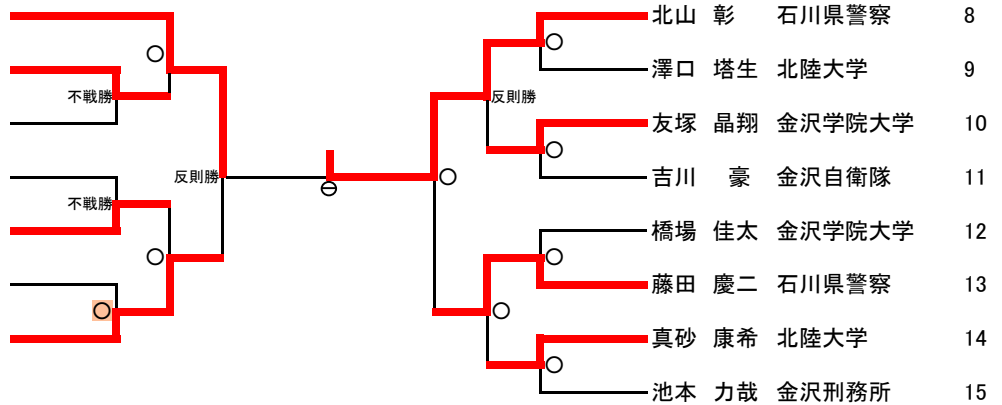 北山 彰 石川県警察 8
○ ○
澤口 塔生 北陸大学 9
不戦勝 反則勝
友塚 晶翔 金沢学院大学 10
○
反則勝 ○ 吉川 豪 金沢自衛隊 11
⊖
不戦勝
橋場 佳太 金沢学院大学 12
○ ○
藤田 慶二 石川県警察 13
○ ○
真砂 康希 北陸大学 14
○
池本 力哉 金沢刑務所 15